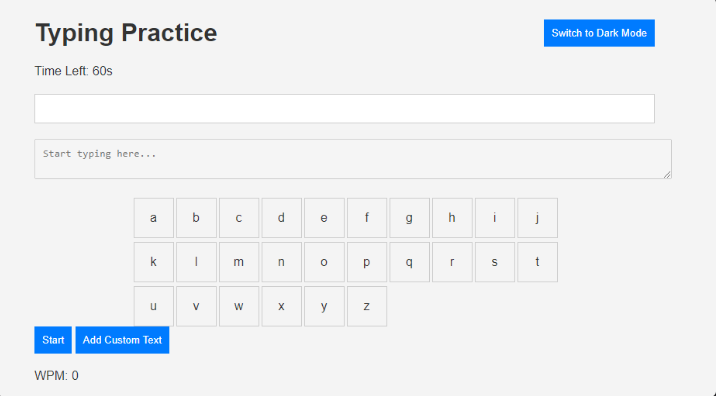 Typing Practice
Switch to Dark Mode
Time Left: 60s
Start typing here...
a b c d e f g h i j
k l m n o p q r s t
u v w x y z
Start Add Custom Text
WPM: 0